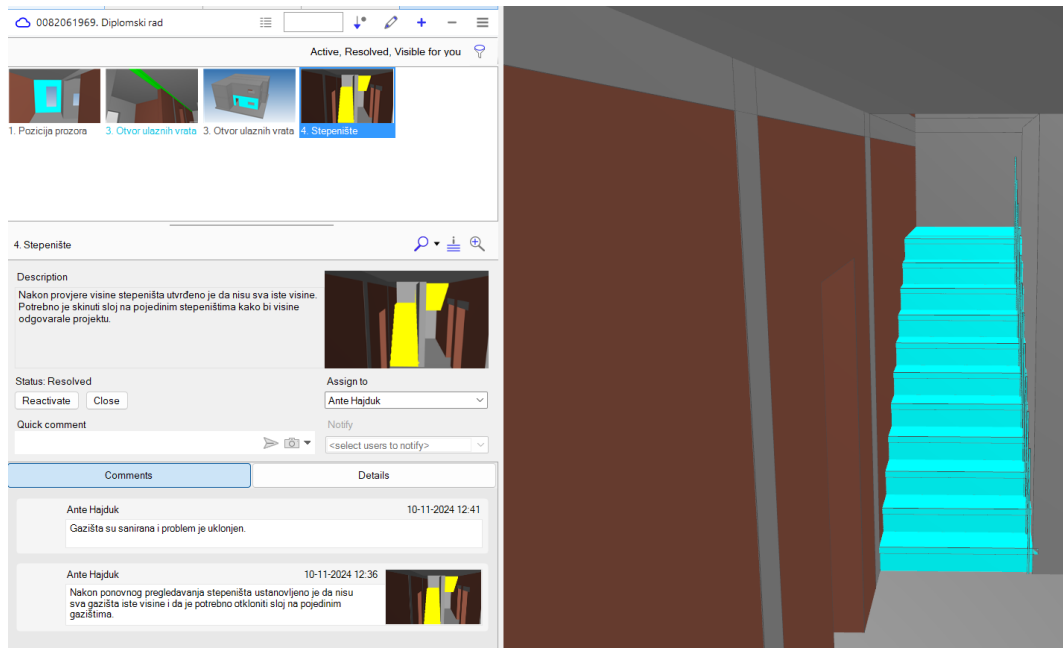 0082061969. Diplomski rad
Active, Resolved, Visible for you
1. Pozicija prozora
3. Otvor ulaznih vrata
3. Otvor ulaznih vrata
4. Stepenište
4. Stepenište
Description
Nakon provjere visine stepeništa utvrđeno je da nisu sva iste visine.
Potrebno je skinuti sloj na pojedinim stepeništima kako bi visine
odgovarale projektu.
Status: Resolved
Assign to
Reactivate
Close
Ante Hajduk
Quick comment
Notify
<select users to notify>
Comments
Details
Ante Hajduk
10-11-2024 12:41
Gazišta su sanirana i problem je uklonjen.
Ante Hajduk
10-11-2024 12:36
Nakon ponovnog pregledavanja stepeništa ustanovljeno je da nisu
sva gazišta iste visine i da je potrebno otkloniti sloj na pojedinim
gazištima.